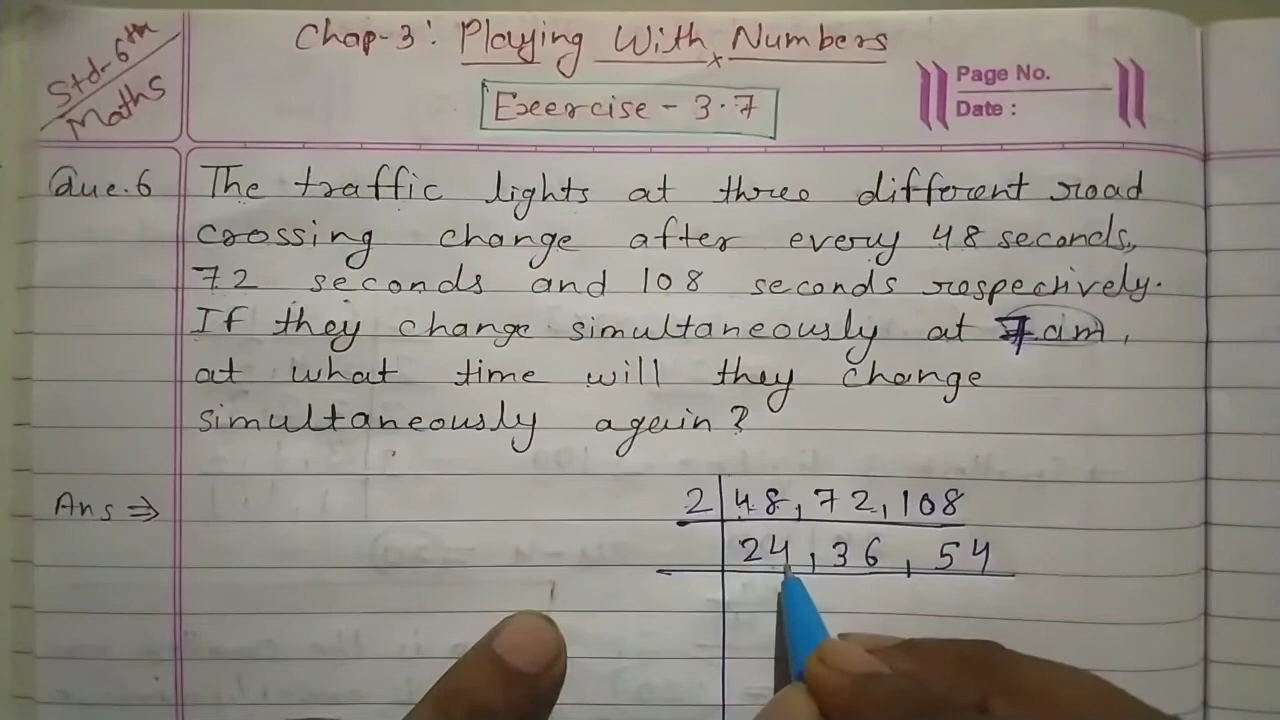 Std-6th
Maths
Chap-3: Playing With Numbers
Exercise - 3.7
Page No.
Date :
Que.6 The traffic lights at three different road
crossing change after every 48 seconds,
72 seconds and 108 seconds respectively.
If they change simultaneously at 7am,
at what time will they change
simultaneously again?
Ans ⇒
2 48, 72, 108
24, 36, 54